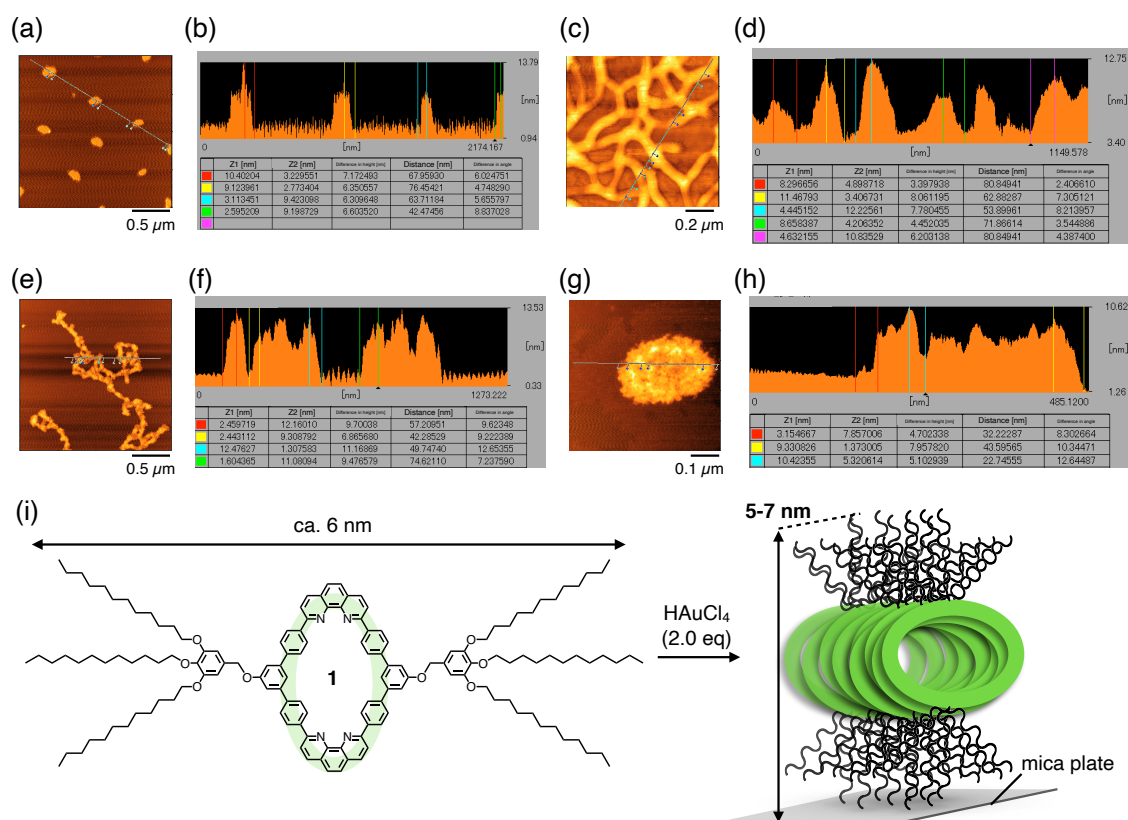 (a)
0.5 µm
(b)
13.79
[nm]
0.94
0 [nm] 2174.167
Z1 [nm] Z2 [nm] Difference in height [nm] Distance [nm] Difference in angle
10.40204 3.229551 7.172493 67.95930 6.024751
9.123961 2.773404 6.350557 76.45421 4.748290
3.113451 9.423098 6.309648 63.71184 5.655797
2.595209 9.198729 6.603520 42.47456 8.837028
(c)
0.2 µm
(d)
12.75
[nm]
3.40
0 [nm] 1149.578
Z1 [nm] Z2 [nm] Difference in height [nm] Distance [nm] Difference in angle
8.296656 4.898718 3.397938 80.84941 2.406610
11.46793 3.406731 8.061195 62.88287 7.305121
4.445152 12.22561 7.780455 53.89961 8.213957
8.658387 4.206352 4.452035 71.86614 3.544886
4.632155 10.83529 6.203138 80.84941 4.387400
(e)
0.5 µm
(f)
13.53
[nm]
0.33
0 [nm] 1273.222
Z1 [nm] Z2 [nm] Difference in height [nm] Distance [nm] Difference in angle
2.459719 12.16010 9.70038 57.20951 9.62348
2.443112 9.308792 6.865680 42.28529 9.222389
12.47627 1.307583 11.16869 49.74740 12.65355
1.604365 11.08094 9.476579 74.62110 7.237590
(g)
0.1 µm
(h)
10.62
[nm]
1.26
0 [nm] 485.1200
Z1 [nm] Z2 [nm] Difference in height [nm] Distance [nm] Difference in angle
3.154667 7.857006 4.702338 32.22287 8.302664
9.330826 1.373005 7.957820 43.59565 10.34471
10.42355 5.320614 5.102939 22.74555 12.64487
(i)
ca. 6 nm
N N
O O
O O O 1 O O O
N N
HAuCl4
(2.0 eq)
5-7 nm
mica plate